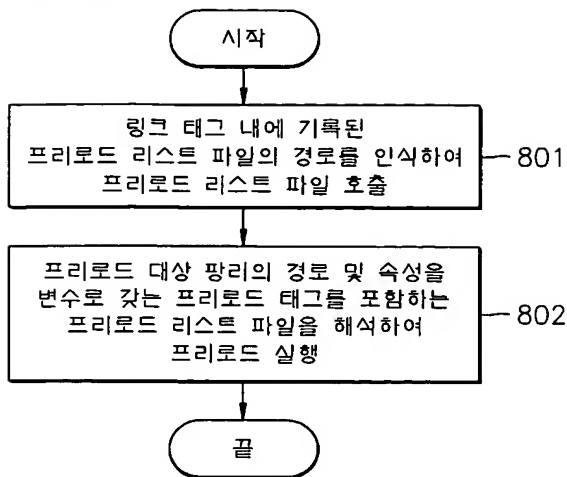 시작
링크 태그 내에 기록된
프리로드 리스트 파일의 경로를 인식하여
프리로드 리스트 파일 호출
801
프리로드 대상 팡리의 경로 및 속성을
변수로 갖는 프리로드 태그를 포함하는
프리로드 리스트 파일을 해석하여
프리로드 실행
802
끝